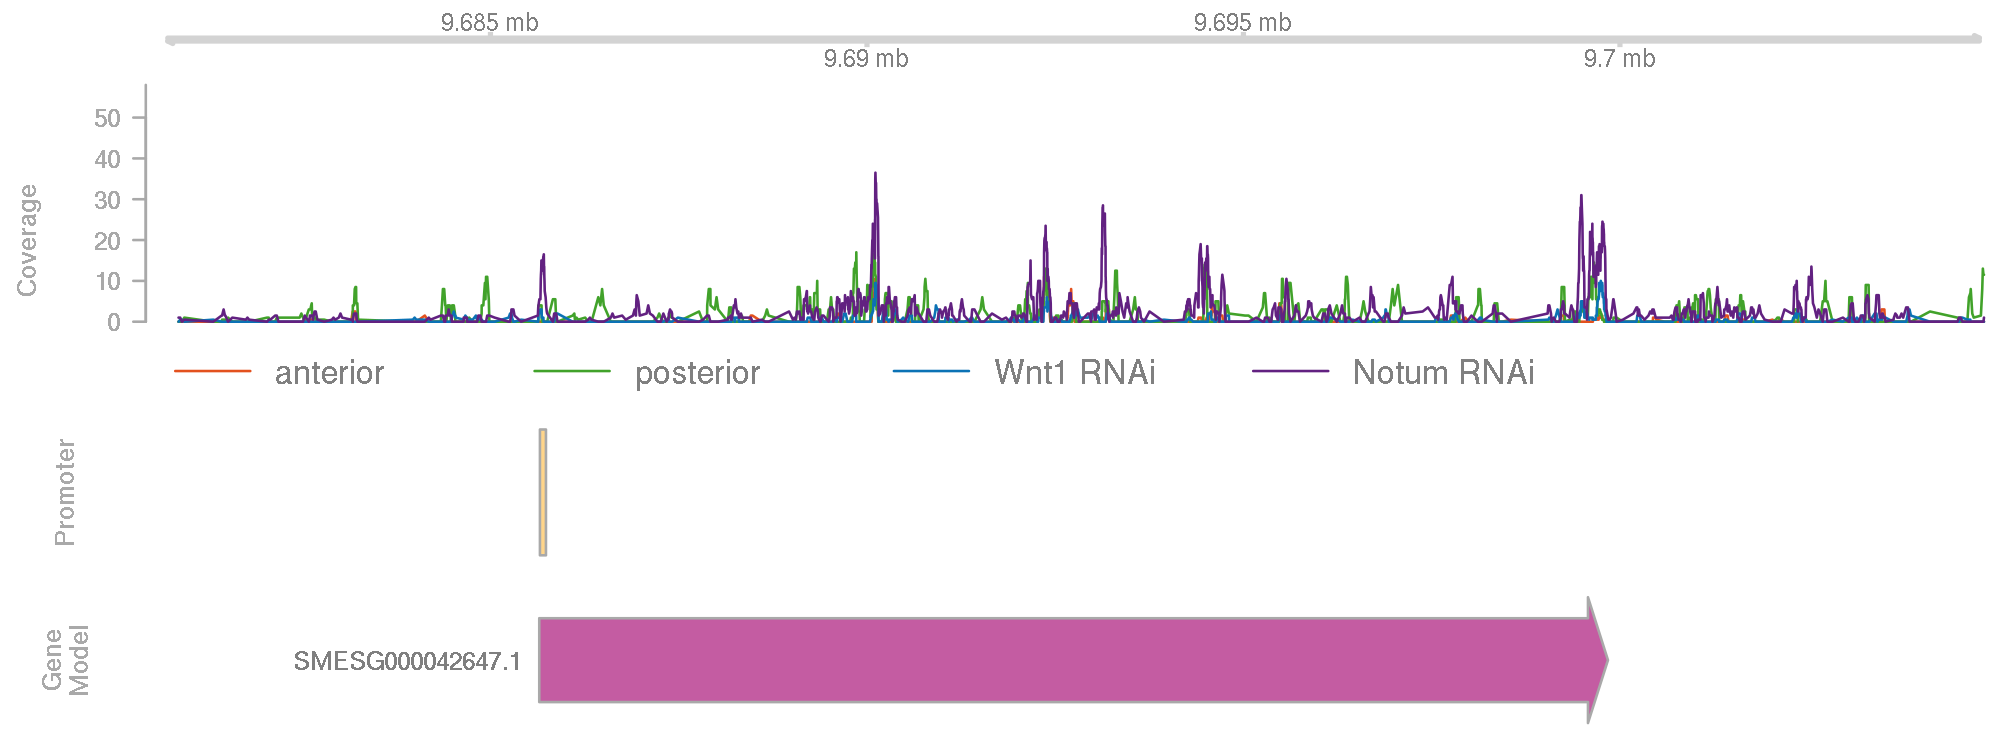 9.685 mb
9.695 mb
9.69 mb
9.7 mb
Coverage
50
40
30
20
10
0
anterior
posterior
Wnt1 RNAi
Notum RNAi
Promoter
Gene
Model
SMESG000042647.1